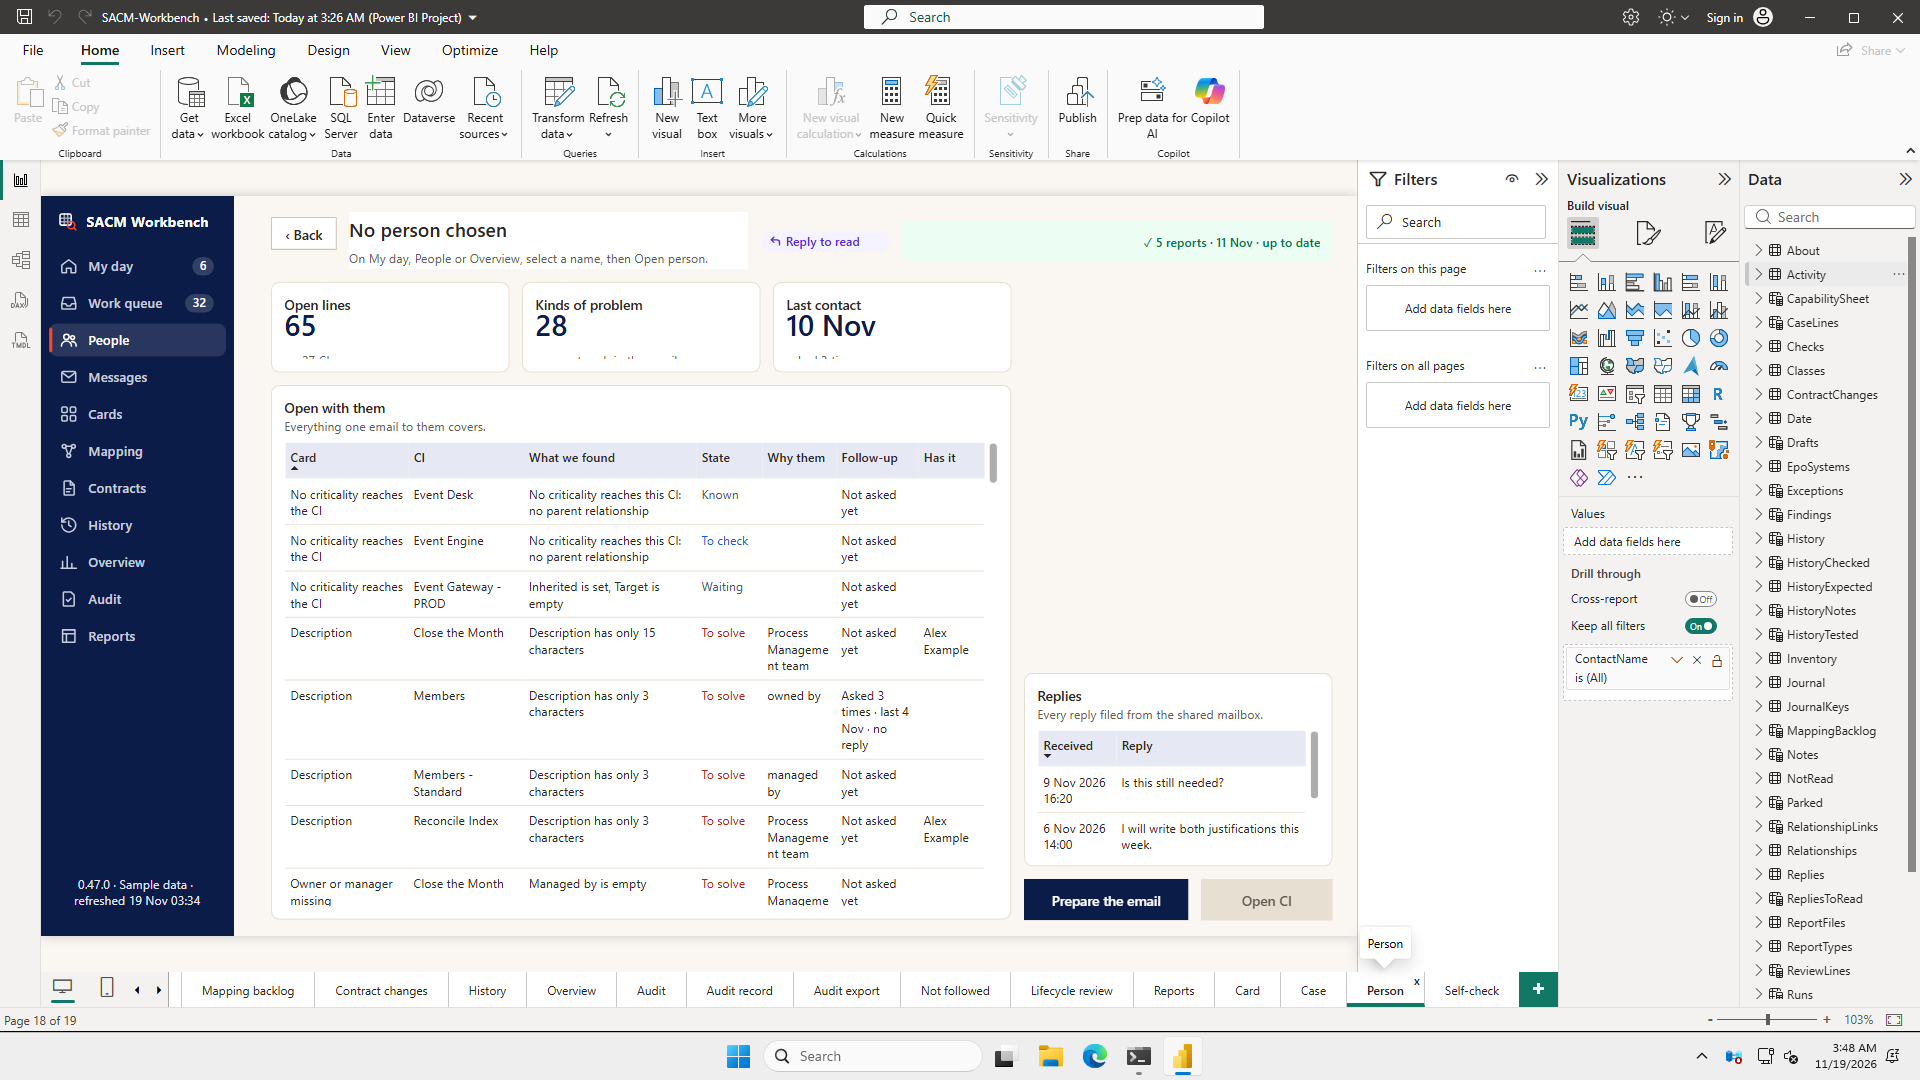 SACM-Workbench • Last saved: Today at 3:26 AM (Power BI Project)
Search
Sign in
File
Home
Insert
Modeling
Design
View
Optimize
Help
Share
Paste
Cut
Copy
Format painter
Clipboard
Get data
Excel workbook
OneLake catalog
SQL Server
Enter data
Dataverse
Recent sources
Data
Transform data
Refresh
Queries
New visual
Text box
More visuals
Insert
New visual calculation
New measure
Quick measure
Calculations
Sensitivity
Sensitivity
Publish
Share
Prep data for AI
Copilot
Copilot
SACM Workbench
My day 6
Work queue 32
People
Messages
Cards
Mapping
Contracts
History
Overview
Audit
Reports
0.47.0 · Sample data ·
refreshed 19 Nov 03:34
‹ Back
No person chosen
On My day, People or Overview, select a name, then Open person.
Reply to read
✓ 5 reports · 11 Nov · up to date
Open lines
65
Kinds of problem
28
Last contact
10 Nov
Open with them
Everything one email to them covers.
Card CI What we found State Why them Follow-up Has it
No criticality reaches Event Desk No criticality reaches this CI: Known Not asked
the CI no parent relationship yet
No criticality reaches Event Engine No criticality reaches this CI: To check Not asked
the CI no parent relationship yet
No criticality reaches Event Gateway - Inherited is set, Target is Waiting Not asked
the CI PROD empty yet
Description Close the Month Description has only 15 To solve Process Not asked Alex
characters Manageme yet Example
nt team
Description Members Description has only 3 To solve owned by Asked 3
characters times · last 4
Nov · no
reply
Description Members - Description has only 3 To solve managed Not asked
Standard characters by yet
Description Reconcile Index Description has only 3 To solve Process Not asked Alex
characters Manageme yet Example
nt team
Owner or manager Close the Month Managed by is empty To solve Process Not asked
missing Manageme yet
Replies
Every reply filed from the shared mailbox.
Received Reply
9 Nov 2026 Is this still needed?
16:20
6 Nov 2026 I will write both justifications this
14:00 week.
Prepare the email
Open CI
Filters
Search
Filters on this page
Add data fields here
Filters on all pages
Add data fields here
Visualizations
Build visual
Values
Add data fields here
Drill through
Cross-report Off
Keep all filters On
ContactName
is (All)
Data
Search
About
Activity
CapabilitySheet
CaseLines
Checks
Classes
ContractChanges
Date
Drafts
EpoSystems
Exceptions
Findings
History
HistoryChecked
HistoryExpected
HistoryNotes
HistoryTested
Inventory
Journal
JournalKeys
MappingBacklog
Notes
NotRead
Parked
RelationshipLinks
Relationships
Replies
RepliesToRead
ReportFiles
ReportTypes
ReviewLines
Runs
Person
Mapping backlog
Contract changes
History
Overview
Audit
Audit record
Audit export
Not followed
Lifecycle review
Reports
Card
Case
Person
Self-check
Page 18 of 19
103%
Search
3:48 AM
11/19/2026